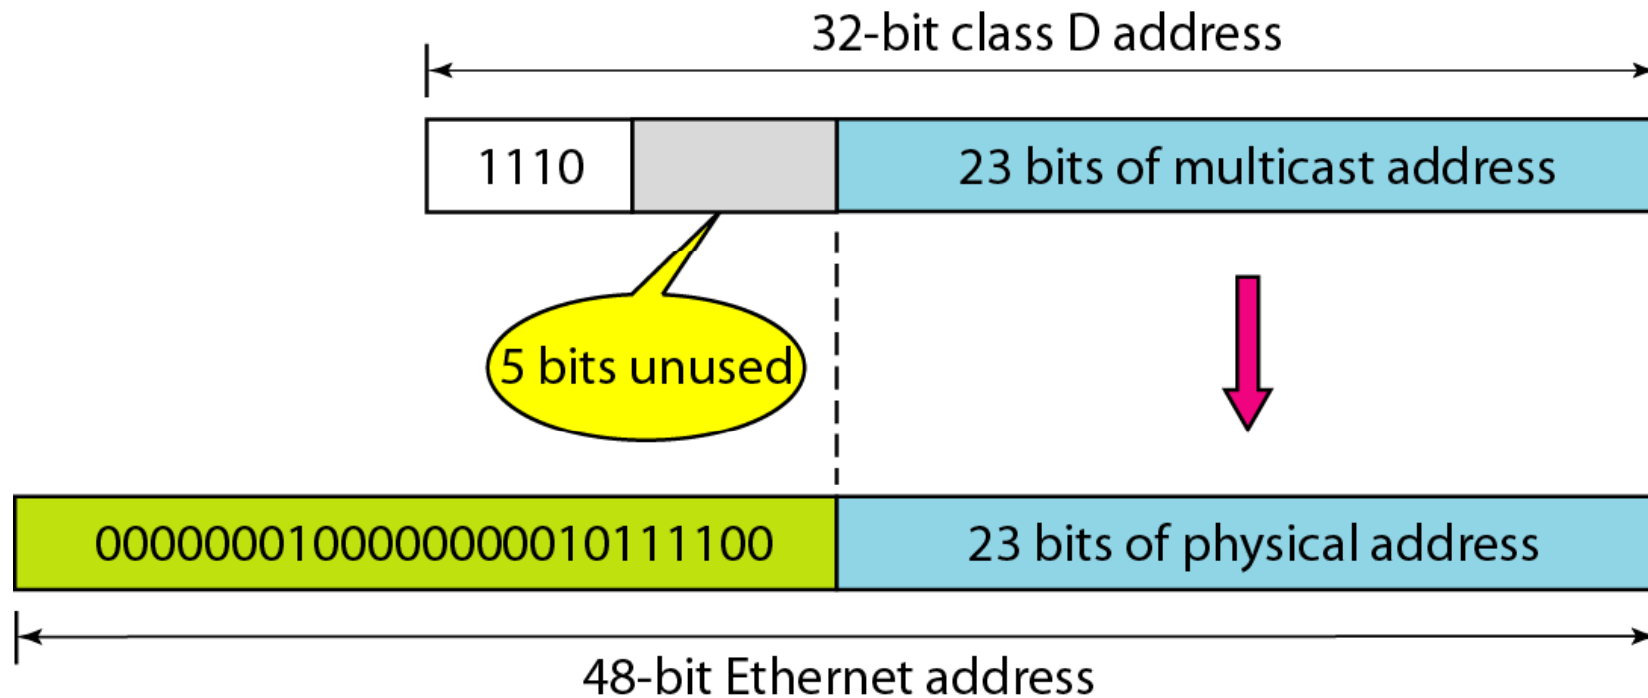 32-bit class D address
1110
23 bits of multicast address
5 bits unused
0000000100000000010111100
23 bits of physical address
48-bit Ethernet address